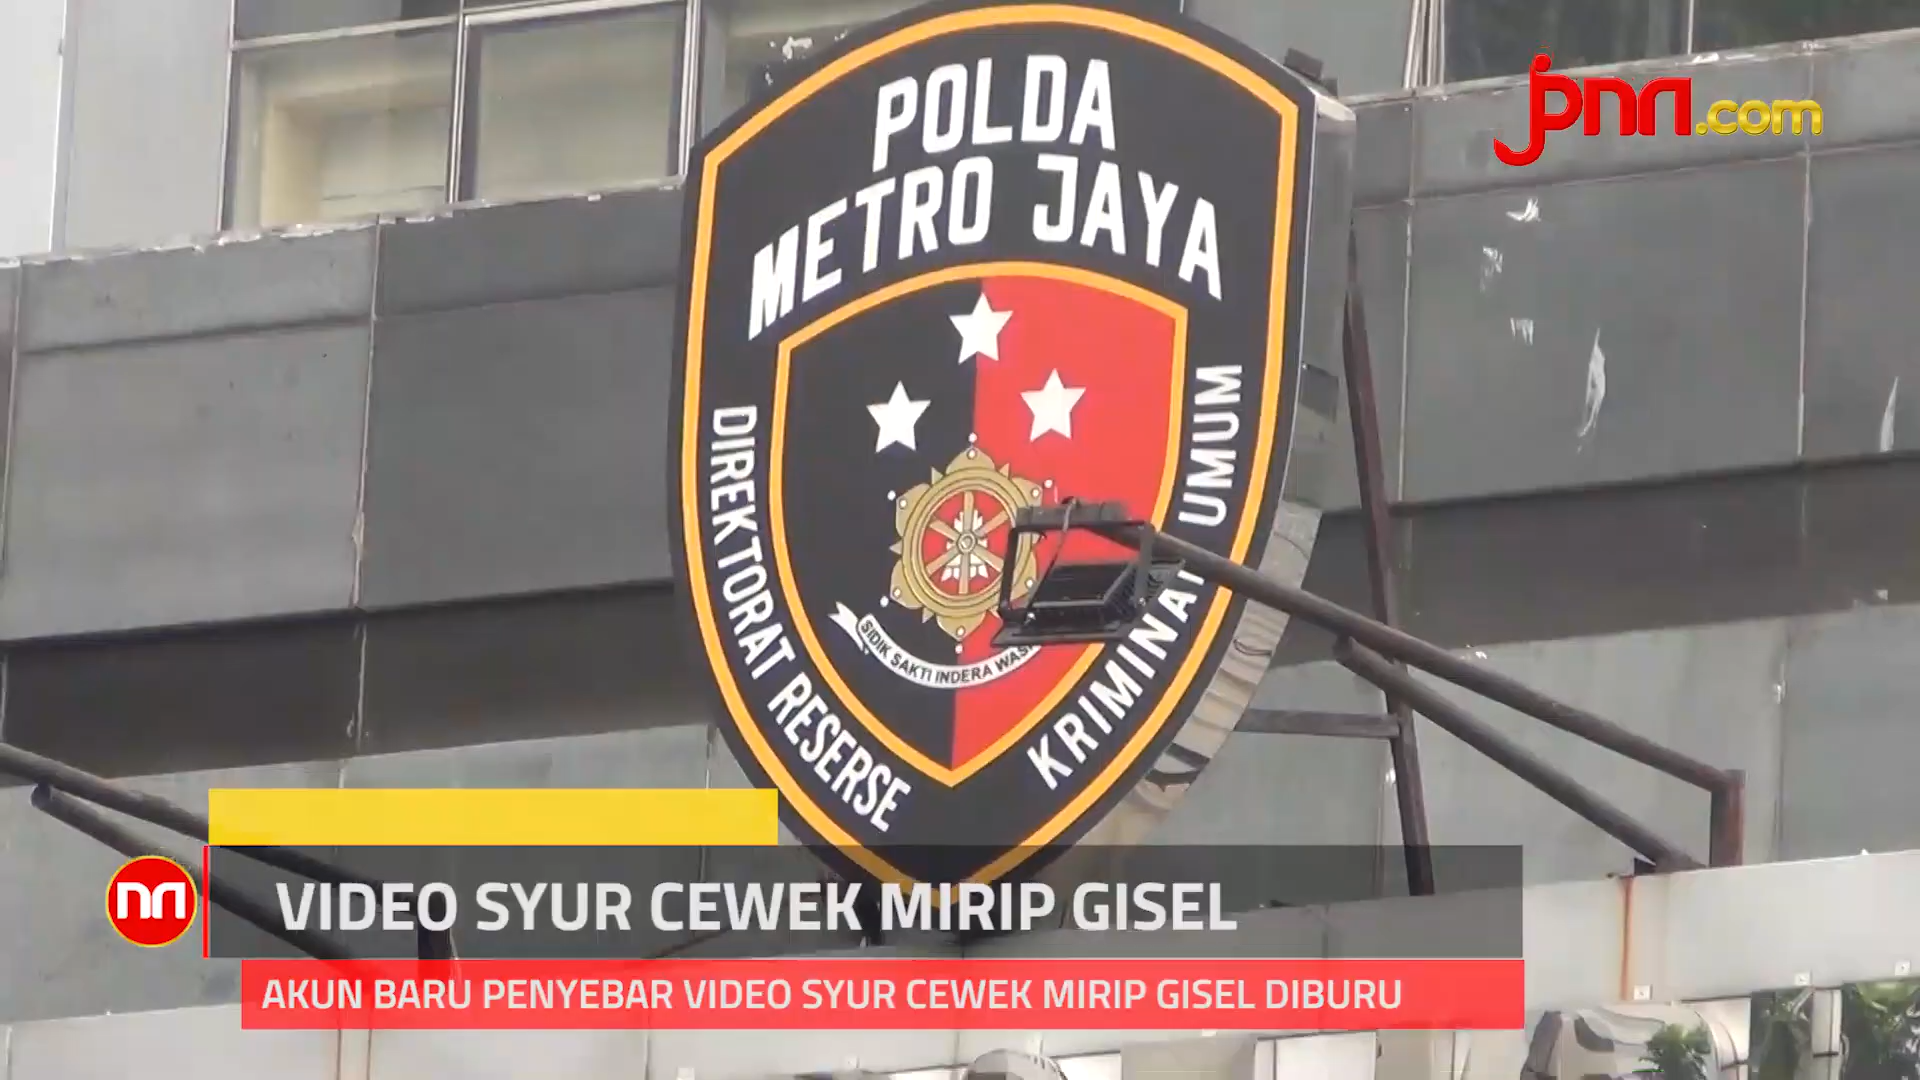 jpnn.com
POLDA
METRO JAYA
DIREKTORAT RESERSE
KRIMINAL UMUM
SIDIK SAKTI INDERA
VIDEO SYUR CEWEK MIRIP GISEL
AKUN BARU PENYEBAR VIDEO SYUR CEWEK MIRIP GISEL DIBURU